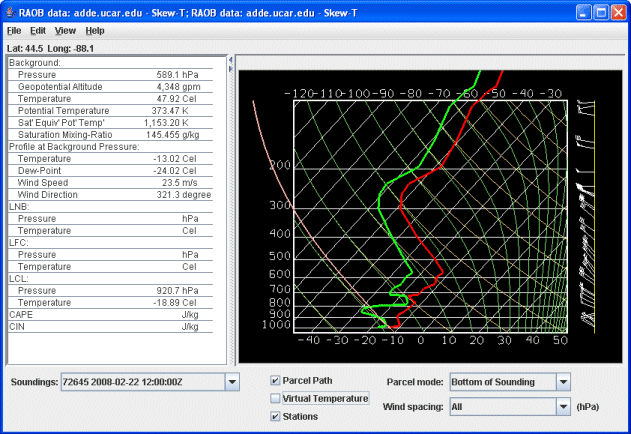 RAOB data: adde.ucar.edu - Skew-T; RAOB data: adde.ucar.edu - Skew-T
File Edit View Help
Lat: 44.5 Long: -88.1
Background:
Pressure 589.1 hPa
Geopotential Altitude 4,348 gpm
Temperature 47.92 Cel
Potential Temperature 373.47 K
Sat' Equiv' Pot' Temp' 1,153.20 K
Saturation Mixing-Ratio 145.455 g/kg
Profile at Background Pressure:
Temperature -13.02 Cel
Dew-Point -24.02 Cel
Wind Speed 23.5 m/s
Wind Direction 321.3 degree
LNB:
Pressure hPa
Temperature Cel
LFC:
Pressure hPa
Temperature Cel
LCL:
Pressure 920.7 hPa
Temperature -18.89 Cel
CAPE J/kg
CIN J/kg
-120 -110 -100 -90 -80 -70 -60 -50 -40 -30
200
300
400
500
600
700
800
900
1000
-40 -30 -20 -10 0 10 20 30 40 50
Soundings: 72645 2008-02-22 12:00:00Z
Parcel Path
Virtual Temperature
Stations
Parcel mode: Bottom of Sounding
Wind spacing: All (hPa)